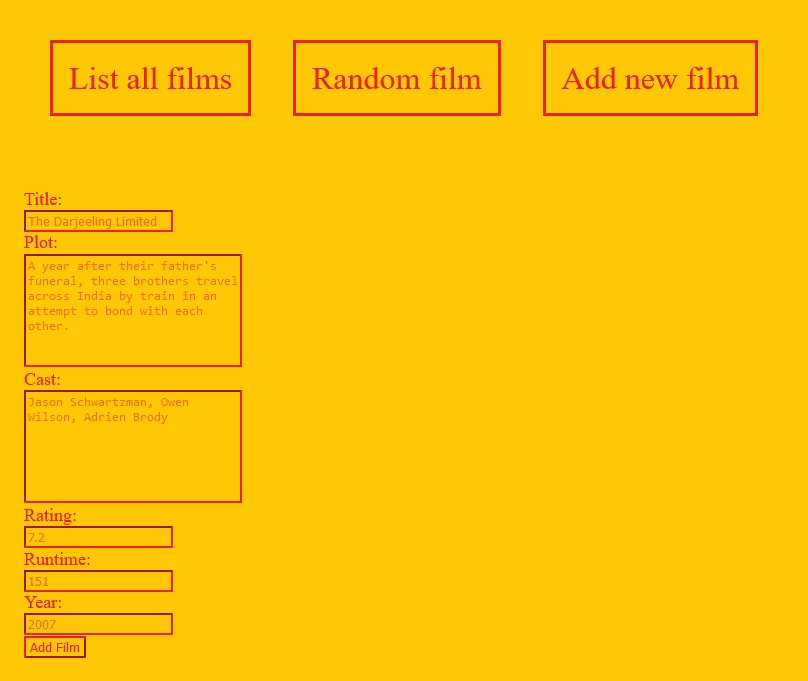 List all films
Random film
Add new film
Title:
The Darjeeling Limited
Plot:
A year after their father's
funeral, three brothers travel
across India by train in an
attempt to bond with each
other.
Cast:
Jason Schwartzman, Owen
Wilson, Adrien Brody
Rating:
7.2
Runtime:
151
Year:
2007
Add Film